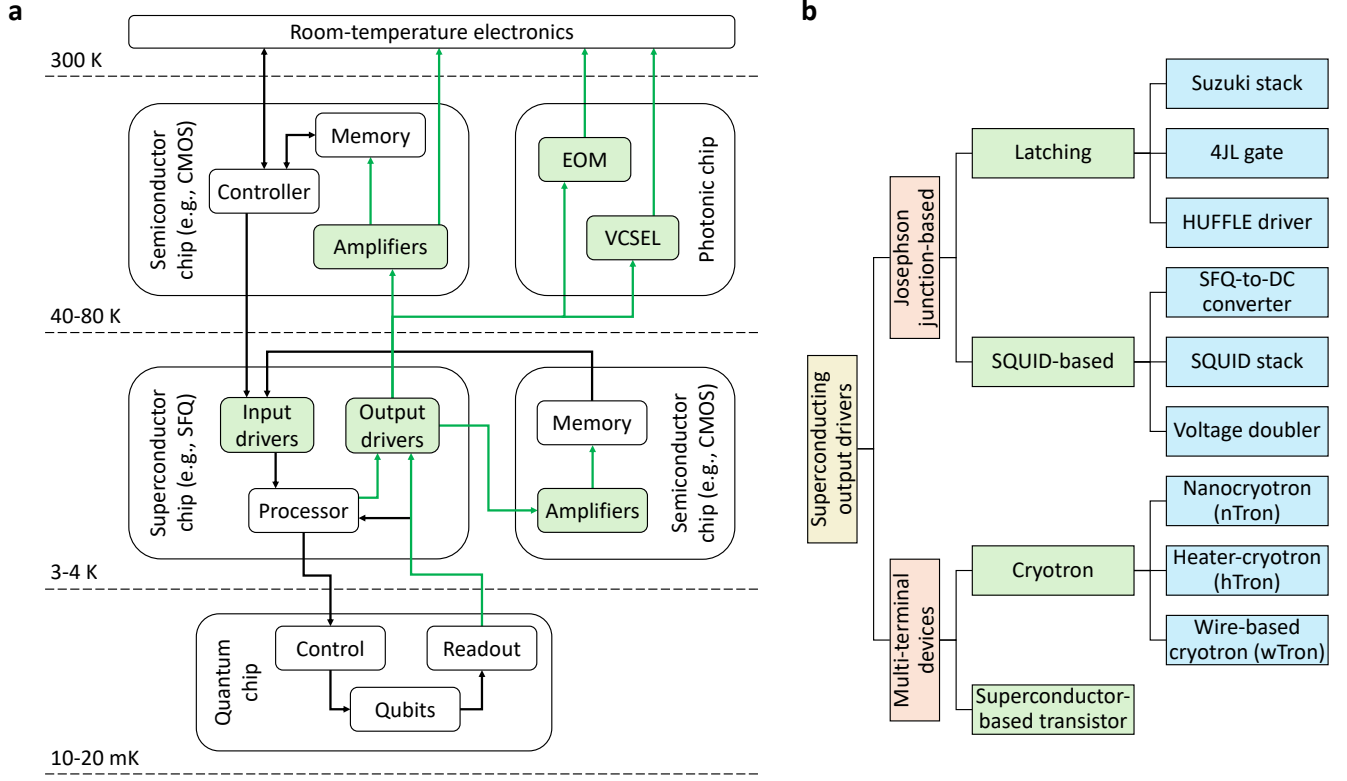 a
Room-temperature electronics
300 K
Semiconductor
chip (e.g., CMOS)
Memory
Controller
Amplifiers
EOM
VCSEL
Photonic chip
40-80 K
Superconductor
chip (e.g., SFQ)
Input
drivers
Output
drivers
Processor
Memory
Amplifiers
Semiconductor
chip (e.g., CMOS)
3-4 K
Quantum
chip
Control
Readout
Qubits
10-20 mK
b
Superconducting
output drivers
Josephson
junction-based
Latching
Suzuki stack
4JL gate
HUFFLE driver
SQUID-based
SFQ-to-DC
converter
SQUID stack
Voltage doubler
Multi-terminal
devices
Cryotron
Nanocryotron
(nTron)
Heater-cryotron
(hTron)
Wire-based
cryotron (wTron)
Superconductor-
based transistor